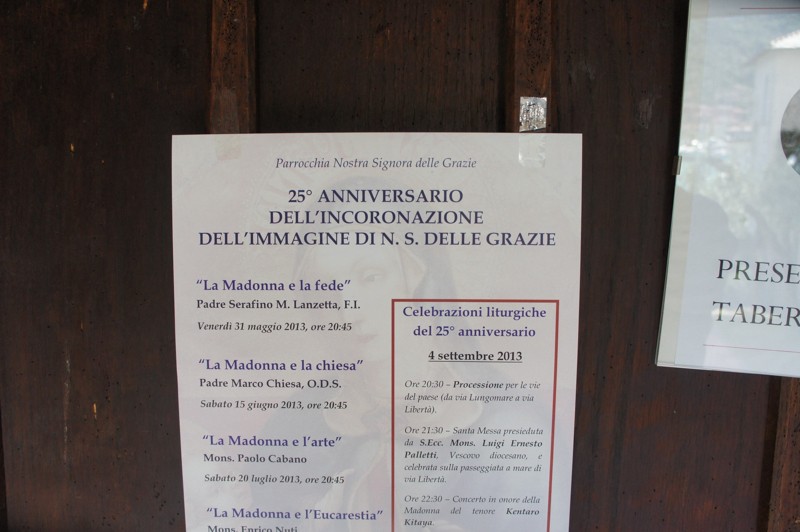 Parrocchia Nostra Signora delle Grazie
25° ANNIVERSARIO
DELL'INCORONAZIONE
DELL'IMMAGINE DI N. S. DELLE GRAZIE
"La Madonna e la fede"
Padre Serafino M. Lanzetta, F.I.
Venerdì 31 maggio 2013, ore 20:45
"La Madonna e la chiesa"
Padre Marco Chiesa, O.D.S.
Sabato 15 giugno 2013, ore 20:45
"La Madonna e l'arte"
Mons. Paolo Cabano
Sabato 20 luglio 2013, ore 20:45
"La Madonna e l'Eucarestia"
Mons. Enrico Nuti
Celebrazioni liturgiche
del 25° anniversario
4 settembre 2013
Ore 20:30 – Processione per le vie
del paese (da via Lungomare a via
Libertà).
Ore 21:30 – Santa Messa presieduta
da S.Ecc. Mons. Luigi Ernesto
Palletti, Vescovo diocesano, e
celebrata sulla passeggiata a mare di
via Libertà.
Ore 22:30 – Concerto in onore della
Madonna del tenore Kentaro
Kitaya.
PRESE
TABER